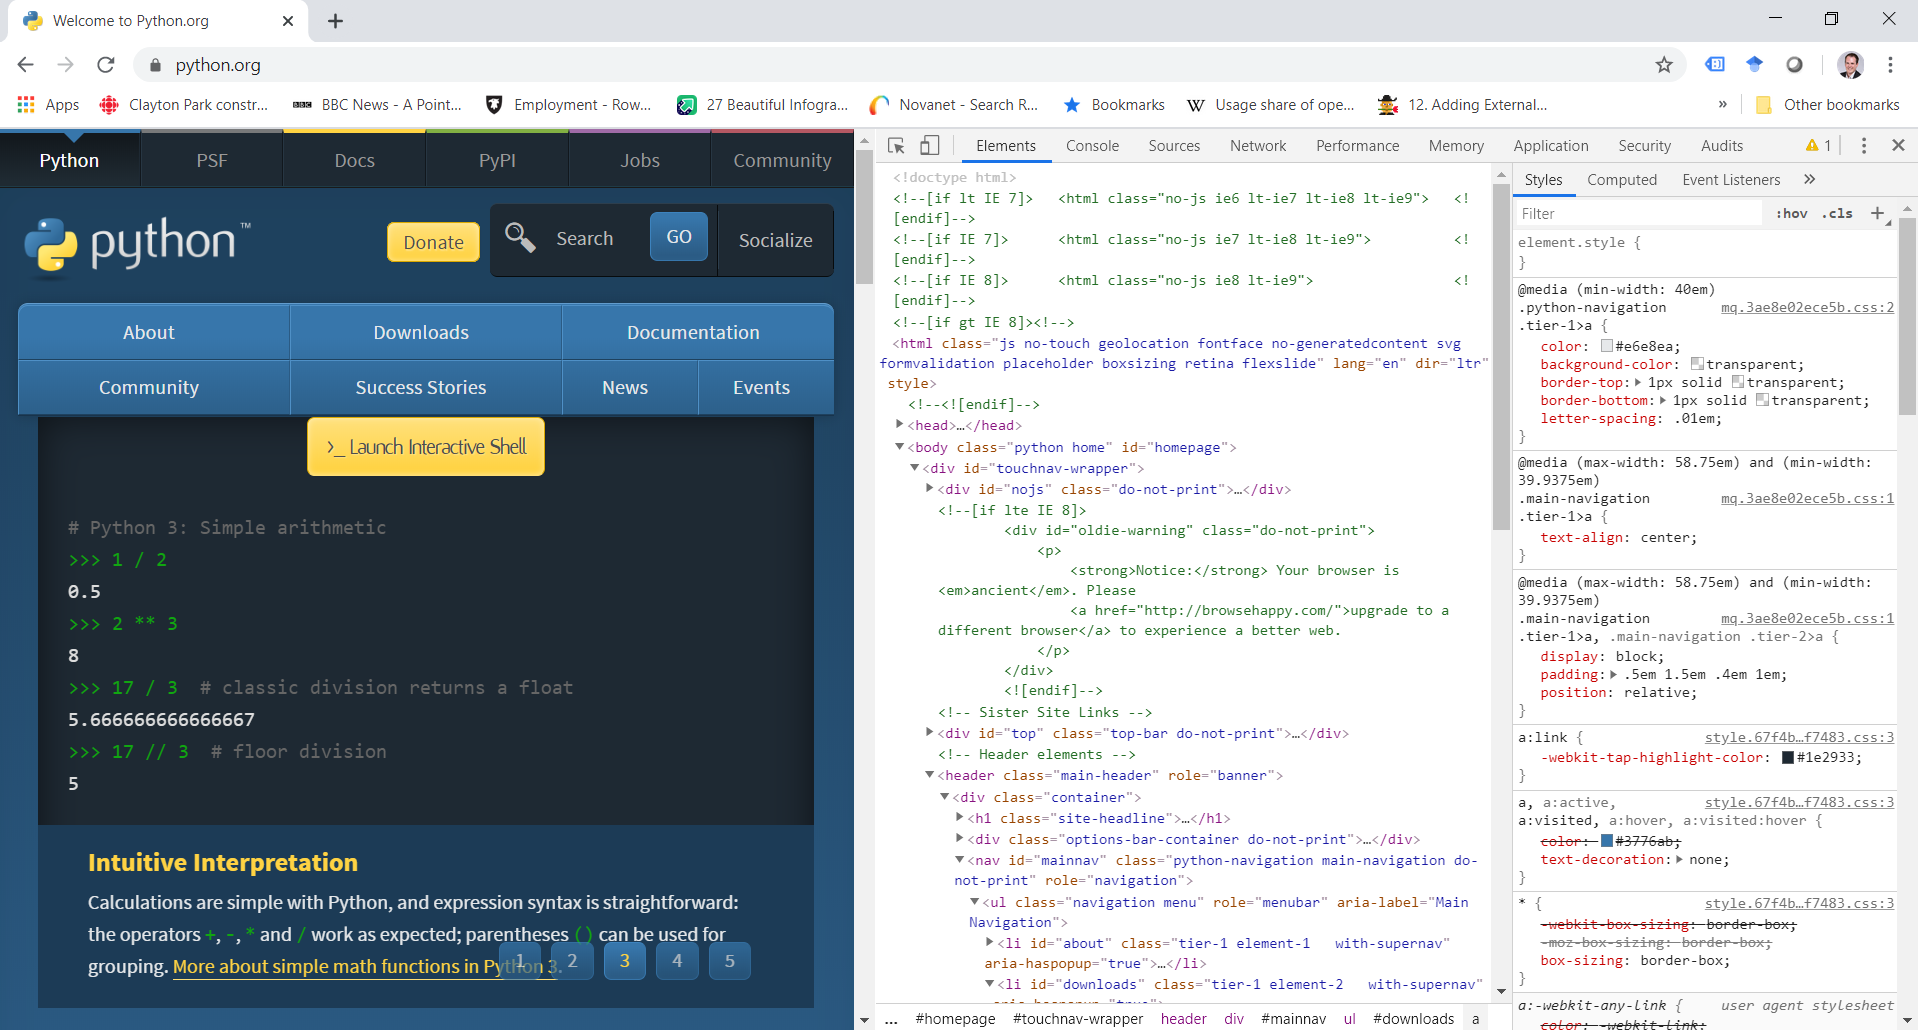 Welcome to Python.org
python.org
Apps
Clayton Park constr...
BBC News - A Point...
Employment - Row...
27 Beautiful Infogra...
Novanet - Search R...
Bookmarks
W Usage share of ope...
12. Adding External...
»
Other bookmarks
Python PSF Docs PyPI Jobs Community
python™
Donate
Search
GO
Socialize
About Downloads Documentation
Community Success Stories News Events
>_ Launch Interactive Shell
# Python 3: Simple arithmetic
>>> 1 / 2
0.5
>>> 2 ** 3
8
>>> 17 / 3  # classic division returns a float
5.666666666666667
>>> 17 // 3  # floor division
5
Intuitive Interpretation
Calculations are simple with Python, and expression syntax is straightforward:
the operators +, -, * and / work as expected; parentheses () can be used for
grouping. More about simple math functions in Python 3.
1 2 3 4 5
Elements Console Sources Network Performance Memory Application Security Audits 1
<!doctype html>
<!--[if lt IE 7]>   <html class="no-js ie6 lt-ie7 lt-ie8 lt-ie9">   <!
[endif]-->
<!--[if IE 7]>      <html class="no-js ie7 lt-ie8 lt-ie9">          <!
[endif]-->
<!--[if IE 8]>      <html class="no-js ie8 lt-ie9">                 <!
[endif]-->
<!--[if gt IE 8]><!-->
<html class="js no-touch geolocation fontface no-generatedcontent svg
formvalidation placeholder boxsizing retina flexslide" lang="en" dir="ltr"
style>
<!--<![endif]-->
<head>…</head>
<body class="python home" id="homepage">
<div id="touchnav-wrapper">
<div id="nojs" class="do-not-print">…</div>
<!--[if lte IE 8]>
<div id="oldie-warning" class="do-not-print">
<p>
<strong>Notice:</strong> Your browser is
<em>ancient</em>. Please
<a href="http://browsehappy.com/">upgrade to a
different browser</a> to experience a better web.
</p>
</div>
<![endif]-->
<!-- Sister Site Links -->
<div id="top" class="top-bar do-not-print">…</div>
<!-- Header elements -->
<header class="main-header" role="banner">
<div class="container">
<h1 class="site-headline">…</h1>
<div class="options-bar-container do-not-print">…</div>
<nav id="mainnav" class="python-navigation main-navigation do-
not-print" role="navigation">
<ul class="navigation menu" role="menubar" aria-label="Main
Navigation">
<li id="about" class="tier-1 element-1   with-supernav"
aria-haspopup="true">…</li>
<li id="downloads" class="tier-1 element-2   with-supernav"
aria-haspopup="true">
... #homepage #touchnav-wrapper header div #mainnav ul #downloads a
Styles Computed Event Listeners »
Filter :hov .cls +
element.style {
}
@media (min-width: 40em)
.python-navigation mq.3ae8e02ece5b.css:2
.tier-1>a {
color: #e6e8ea;
background-color: transparent;
border-top: 1px solid transparent;
border-bottom: 1px solid transparent;
letter-spacing: .01em;
}
@media (max-width: 58.75em) and (min-width:
39.9375em)
.main-navigation mq.3ae8e02ece5b.css:1
.tier-1>a {
text-align: center;
}
@media (max-width: 58.75em) and (min-width:
39.9375em)
.main-navigation mq.3ae8e02ece5b.css:1
.tier-1>a, .main-navigation .tier-2>a {
display: block;
padding: .5em 1.5em .4em 1em;
position: relative;
}
a:link { style.67f4b…f7483.css:3
-webkit-tap-highlight-color: #1e2933;
}
a, a:active, style.67f4b…f7483.css:3
a:visited, a:hover, a:visited:hover {
color: #3776ab;
text-decoration: none;
}
* { style.67f4b…f7483.css:3
-webkit-box-sizing: border-box;
-moz-box-sizing: border-box;
box-sizing: border-box;
}
a:-webkit-any-link { user agent stylesheet
color: -webkit-link;